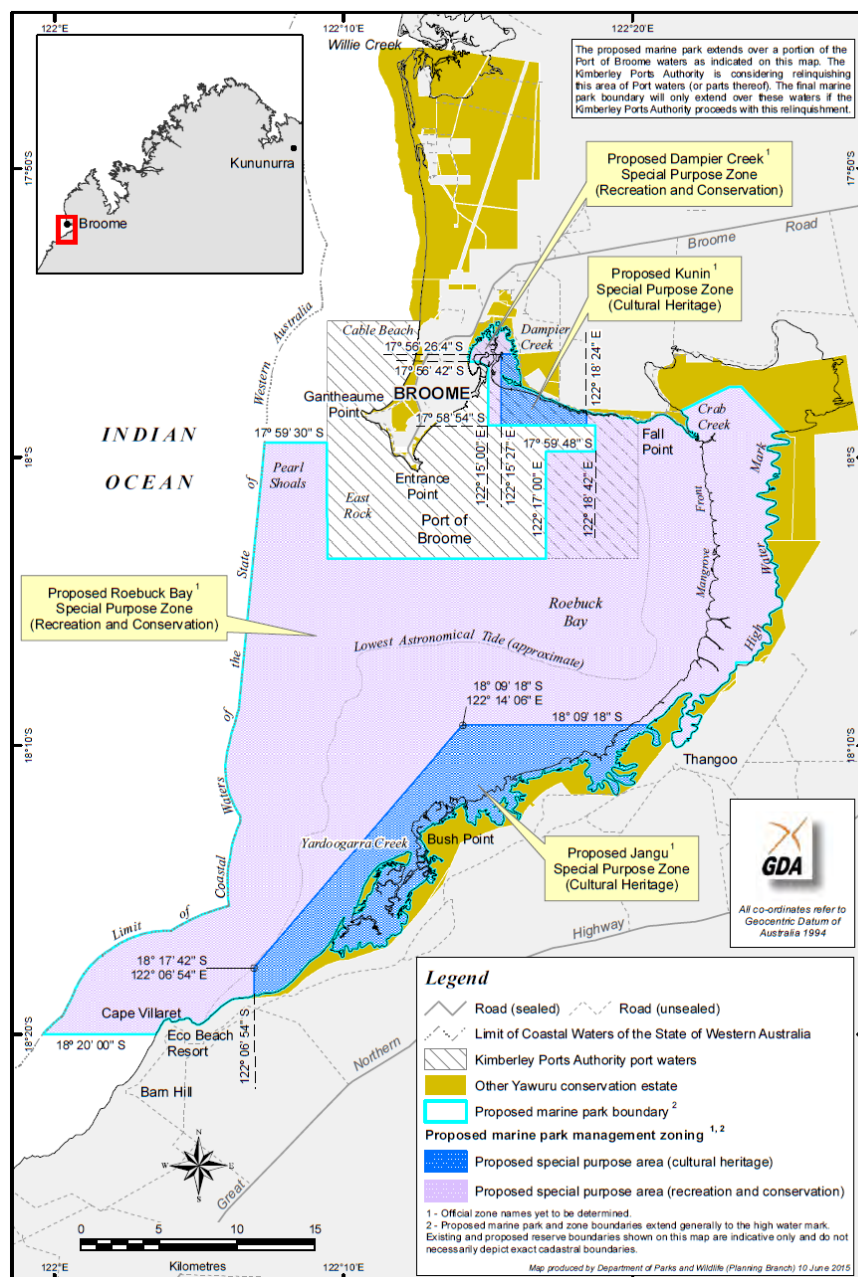 122°E
122°10'E
122°20'E
Willie Creek
The proposed marine park extends over a portion of the
Port of Broome waters as indicated on this map. The
Kimberley Ports Authority is considering relinquishing
this area of Port waters (or parts thereof). The final marine
park boundary will only extend over these waters if the
Kimberley Ports Authority proceeds with this relinquishment.
Kununurra
Broome
17°50'S
17°50'S
Proposed Dampier Creek 1
Special Purpose Zone
(Recreation and Conservation)
Broome Road
Proposed Kunin 1
Special Purpose Zone
(Cultural Heritage)
Limit of Coastal Waters of the State of Western Australia
Cable Beach
Dampier
Creek
17° 56' 26.4" S
17° 56' 42" S
122° 18' 24" E
BROOME
Gantheaume
Point
17° 58' 54" S
Crab
Creek
17° 59' 30" S
17° 59' 48" S
Fall
Point
INDIAN
OCEAN
18°S
18°S
Pearl
Shoals
Entrance
Point
122° 15' 00" E
122° 15' 27" E
122° 17' 00" E
122° 18' 42" E
East
Rock
Port of
Broome
Mangrove Front
High Water Mark
Proposed Roebuck Bay 1
Special Purpose Zone
(Recreation and Conservation)
Roebuck
Bay
Lowest Astronomical Tide (approximate)
18° 09' 18" S
122° 14' 06" E
18° 09' 18" S
18°10'S
18°10'S
Thangoo
Yardoogarra Creek
Bush Point
Proposed Jangu 1
Special Purpose Zone
(Cultural Heritage)
GDA
All co-ordinates refer to
Geocentric Datum of
Australia 1994
18° 17' 42" S
122° 06' 54" E
Cape Villaret
18°20'S
18°20'S
18° 20' 00" S
Eco Beach
Resort
122° 06' 54" E
Barn Hill
Great Northern Highway
N
W
E
S
0 5 10 15
Kilometres
Legend
Road (sealed)
Road (unsealed)
Limit of Coastal Waters of the State of Western Australia
Kimberley Ports Authority port waters
Other Yawuru conservation estate
Proposed marine park boundary 2
Proposed marine park management zoning 1, 2
Proposed special purpose area (cultural heritage)
Proposed special purpose area (recreation and conservation)
1 - Official zone names yet to be determined.
2 - Proposed marine park and zone boundaries extend generally to the high water mark.
Existing and proposed reserve boundaries shown on this map are indicative only and do not
necessarily depict exact cadastral boundaries.
Map produced by Department of Parks and Wildlife (Planning Branch) 10 June 2015
122°E
122°10'E